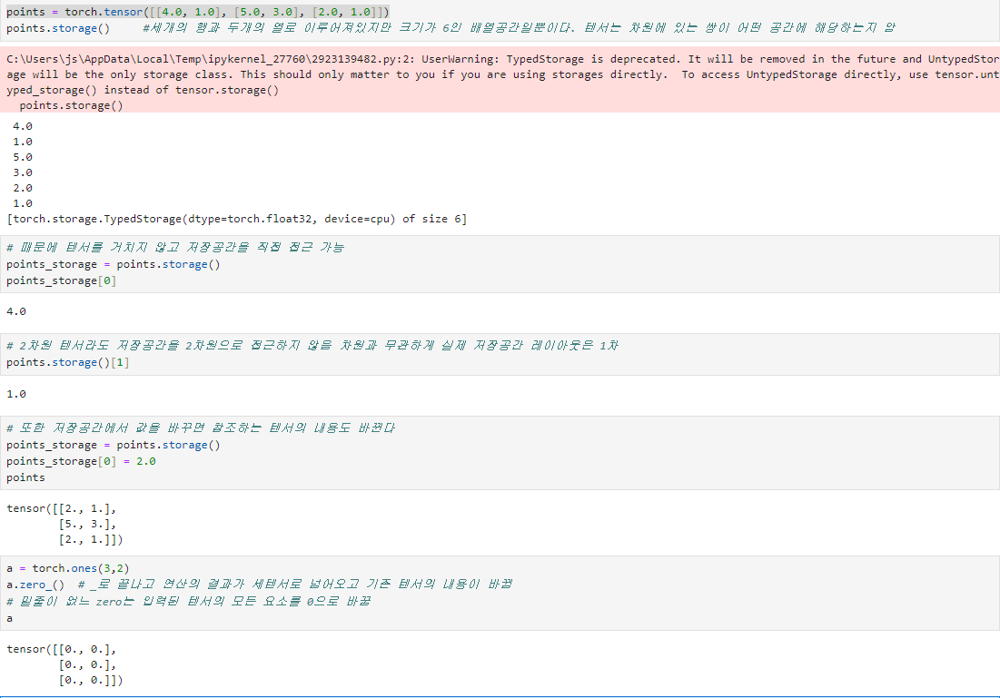 points = torch.tensor([[4.0, 1.0], [5.0, 3.0], [2.0, 1.0]])
points.storage()     #세개의 행과 두개의 열로 이루어져있지만 크기가 6인 배열공간일뿐이다. 텐서는 차원에 있는 쌍이 어떤 공간에 해당하는지 암
C:\Users\js\AppData\Local\Temp\ipykernel_27760\2923139482.py:2: UserWarning: TypedStorage is deprecated. It will be removed in the future and UntypedStor
age will be the only storage class. This should only matter to you if you are using storages directly.  To access UntypedStorage directly, use tensor.unt
yped_storage() instead of tensor.storage()
  points.storage()
4.0
1.0
5.0
3.0
2.0
1.0
[torch.storage.TypedStorage(dtype=torch.float32, device=cpu) of size 6]
# 때문에 텐서를 거치지 않고 저장공간을 직접 접근 가능
points_storage = points.storage()
points_storage[0]
4.0
# 2차원 텐서라도 저장공간을 2차원으로 접근하지 않음 차원과 무관하게 실제 저장공간 레이아웃은 1차
points.storage()[1]
1.0
# 또한 저장공간에서 값을 바꾸면 참조하는 텐서의 내용도 바뀐다
points_storage = points.storage()
points_storage[0] = 2.0
points
tensor([[2., 1.],
        [5., 3.],
        [2., 1.]])
a = torch.ones(3,2)
a.zero_()  # _로 끝나고 연산의 결과가 새텐서로 넘어오고 기존 텐서의 내용이 바뀜
# 밑줄이 없느 zero는 입력된 텐서의 모든 요소를 0으로 바꿈
a
tensor([[0., 0.],
        [0., 0.],
        [0., 0.]])